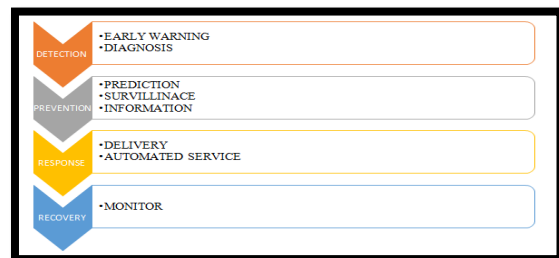 DETECTION
•EARLY WARNING
•DIAGNOSIS
PREVENTION
•PREDICTION
•SURVILLINACE
•INFORMATION
RESPONSE
•DELIVERY
•AUTOMATED SERVICE
RECOVERY
•MONITOR